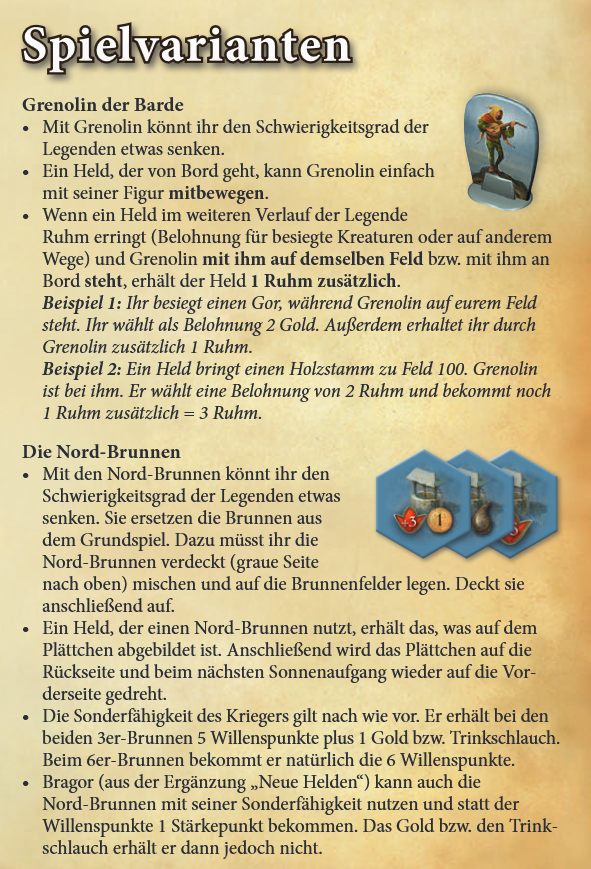 Spielvarianten
Grenolin der Barde
• Mit Grenolin könnt ihr den Schwierigkeitsgrad der
Legenden etwas senken.
• Ein Held, der von Bord geht, kann Grenolin einfach
mit seiner Figur mitbewegen.
• Wenn ein Held im weiteren Verlauf der Legende
Ruhm erringt (Belohnung für besiegte Kreaturen oder auf anderem
Wege) und Grenolin mit ihm auf demselben Feld bzw. mit ihm an
Bord steht, erhält der Held 1 Ruhm zusätzlich.
Beispiel 1: Ihr besiegt einen Gor, während Grenolin auf eurem Feld
steht. Ihr wählt als Belohnung 2 Gold. Außerdem erhaltet ihr durch
Grenolin zusätzlich 1 Ruhm.
Beispiel 2: Ein Held bringt einen Holzstamm zu Feld 100. Grenolin
ist bei ihm. Er wählt eine Belohnung von 2 Ruhm und bekommt noch
1 Ruhm zusätzlich = 3 Ruhm.
Die Nord-Brunnen
• Mit den Nord-Brunnen könnt ihr den
Schwierigkeitsgrad der Legenden etwas
senken. Sie ersetzen die Brunnen aus
dem Grundspiel. Dazu müsst ihr die
Nord-Brunnen verdeckt (graue Seite
nach oben) mischen und auf die Brunnenfelder legen. Deckt sie
anschließend auf.
3 1 3
• Ein Held, der einen Nord-Brunnen nutzt, erhält das, was auf dem
Plättchen abgebildet ist. Anschließend wird das Plättchen auf die
Rückseite und beim nächsten Sonnenaufgang wieder auf die Vor-
derseite gedreht.
• Die Sonderfähigkeit des Kriegers gilt nach wie vor. Er erhält bei den
beiden 3er-Brunnen 5 Willenspunkte plus 1 Gold bzw. Trinkschlauch.
Beim 6er-Brunnen bekommt er natürlich die 6 Willenspunkte.
• Bragor (aus der Ergänzung „Neue Helden“) kann auch die
Nord-Brunnen mit seiner Sonderfähigkeit nutzen und statt der
Willenspunkte 1 Stärkepunkt bekommen. Das Gold bzw. den Trink-
schlauch erhält er dann jedoch nicht.